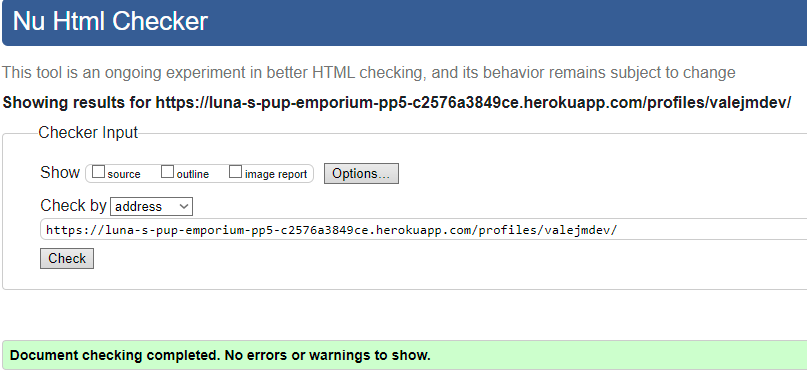 Nu Html Checker
This tool is an ongoing experiment in better HTML checking, and its behavior remains subject to change
Showing results for https://luna-s-pup-emporium-pp5-c2576a3849ce.herokuapp.com/profiles/valejmdev/
Checker Input
Show source outline image report Options...
Check by address
https://luna-s-pup-emporium-pp5-c2576a3849ce.herokuapp.com/profiles/valejmdev/
Check
Document checking completed. No errors or warnings to show.